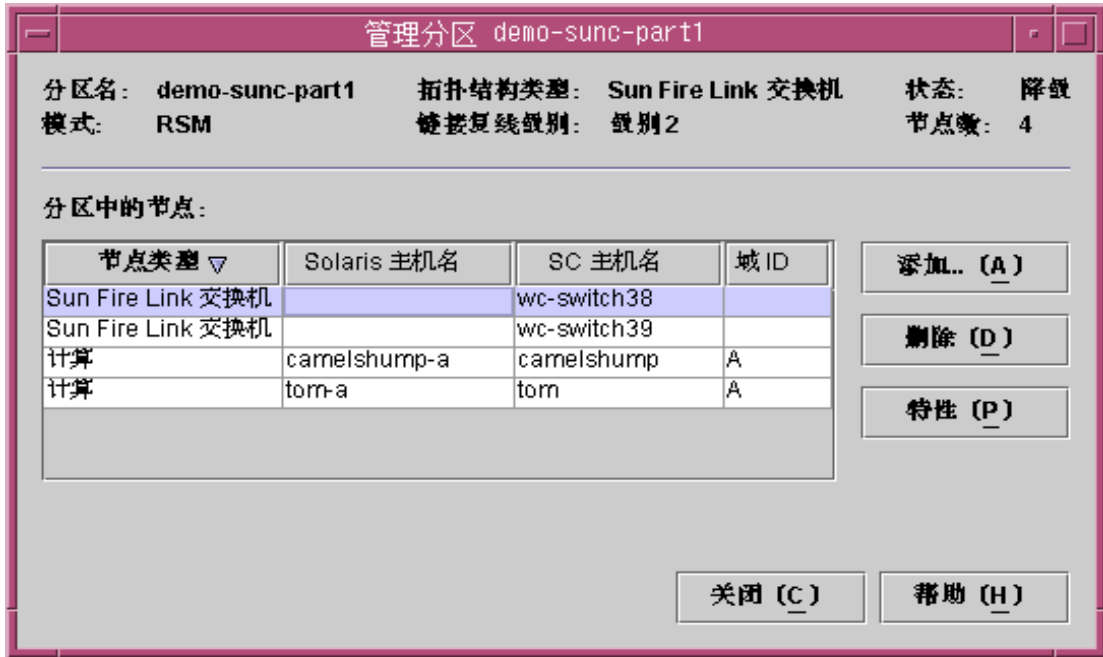 管理分区 demo-sunc-part1
分区名: demo-sunc-part1 拓扑结构类型: Sun Fire Link 交换机 状态: 降级
模式: RSM 链接复线级别: 级别2 节点数: 4
分区中的节点:
节点类型 Solaris 主机名 SC 主机名 域 ID
Sun Fire Link 交换机 wc-switch38
Sun Fire Link 交换机 wc-switch39
计算 camelshump-a camelshump A
计算 tom-a tom A
添加.. (A)
删除 (D)
特性 (P)
关闭 (C) 帮助 (H)